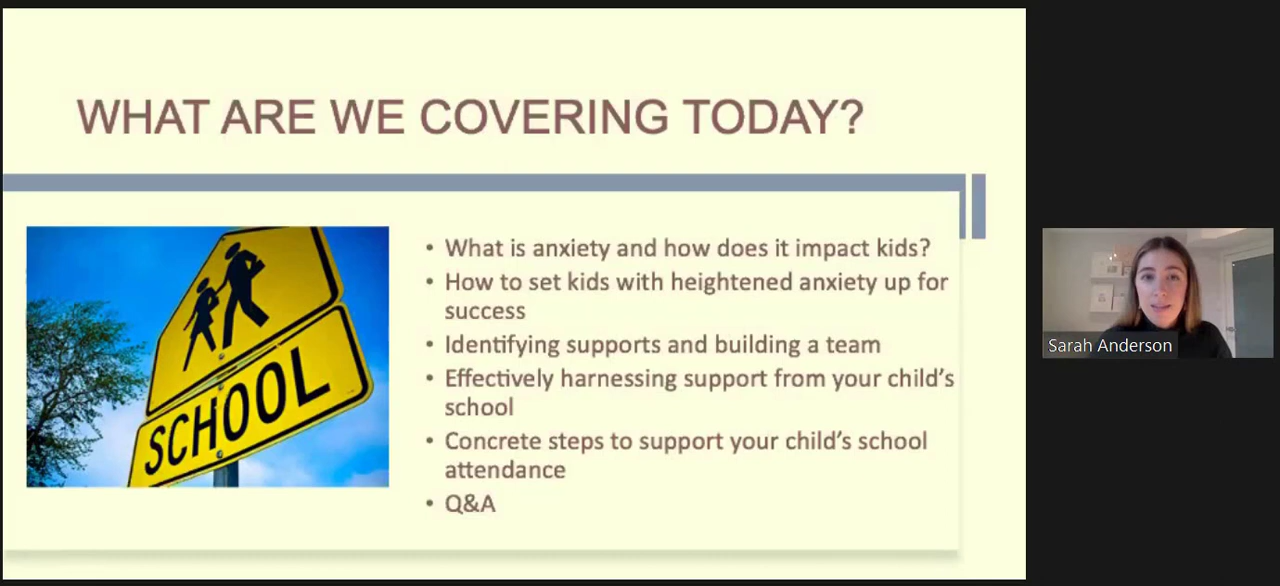 WHAT ARE WE COVERING TODAY?
SCHOOL
• What is anxiety and how does it impact kids?
• How to set kids with heightened anxiety up for
success
• Identifying supports and building a team
• Effectively harnessing support from your child's
school
• Concrete steps to support your child's school
attendance
• Q&A
Sarah Anderson